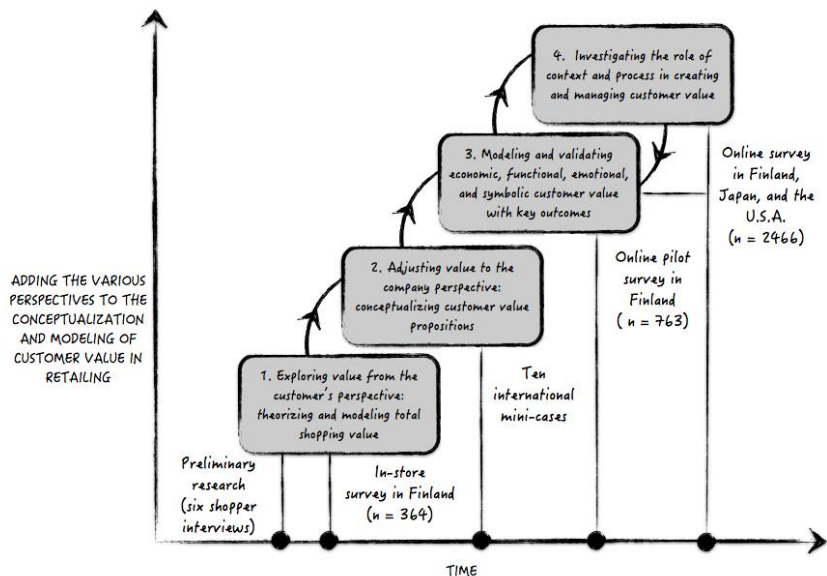 4. Investigating the role of
context and process in creating
and managing customer value
3. Modeling and validating
economic, functional, emotional,
and symbolic customer value
with key outcomes
Online survey
in Finland,
Japan, and the
U.S.A.
(n = 2466)
2. Adjusting value to the
company perspective:
conceptualizing customer value
propositions
Online pilot
survey in
Finland
( n = 763)
ADDING THE VARIOUS
PERSPECTIVES TO THE
CONCEPTUALIZATION
AND MODELING OF
CUSTOMER VALUE IN
RETAILING
1. Exploring value from the
customer's perspective:
theorizing and modeling total
shopping value
Ten
international
mini-cases
Preliminary
research
(six shopper
interviews)
In-store
survey in Finland
(n = 364)
TIME